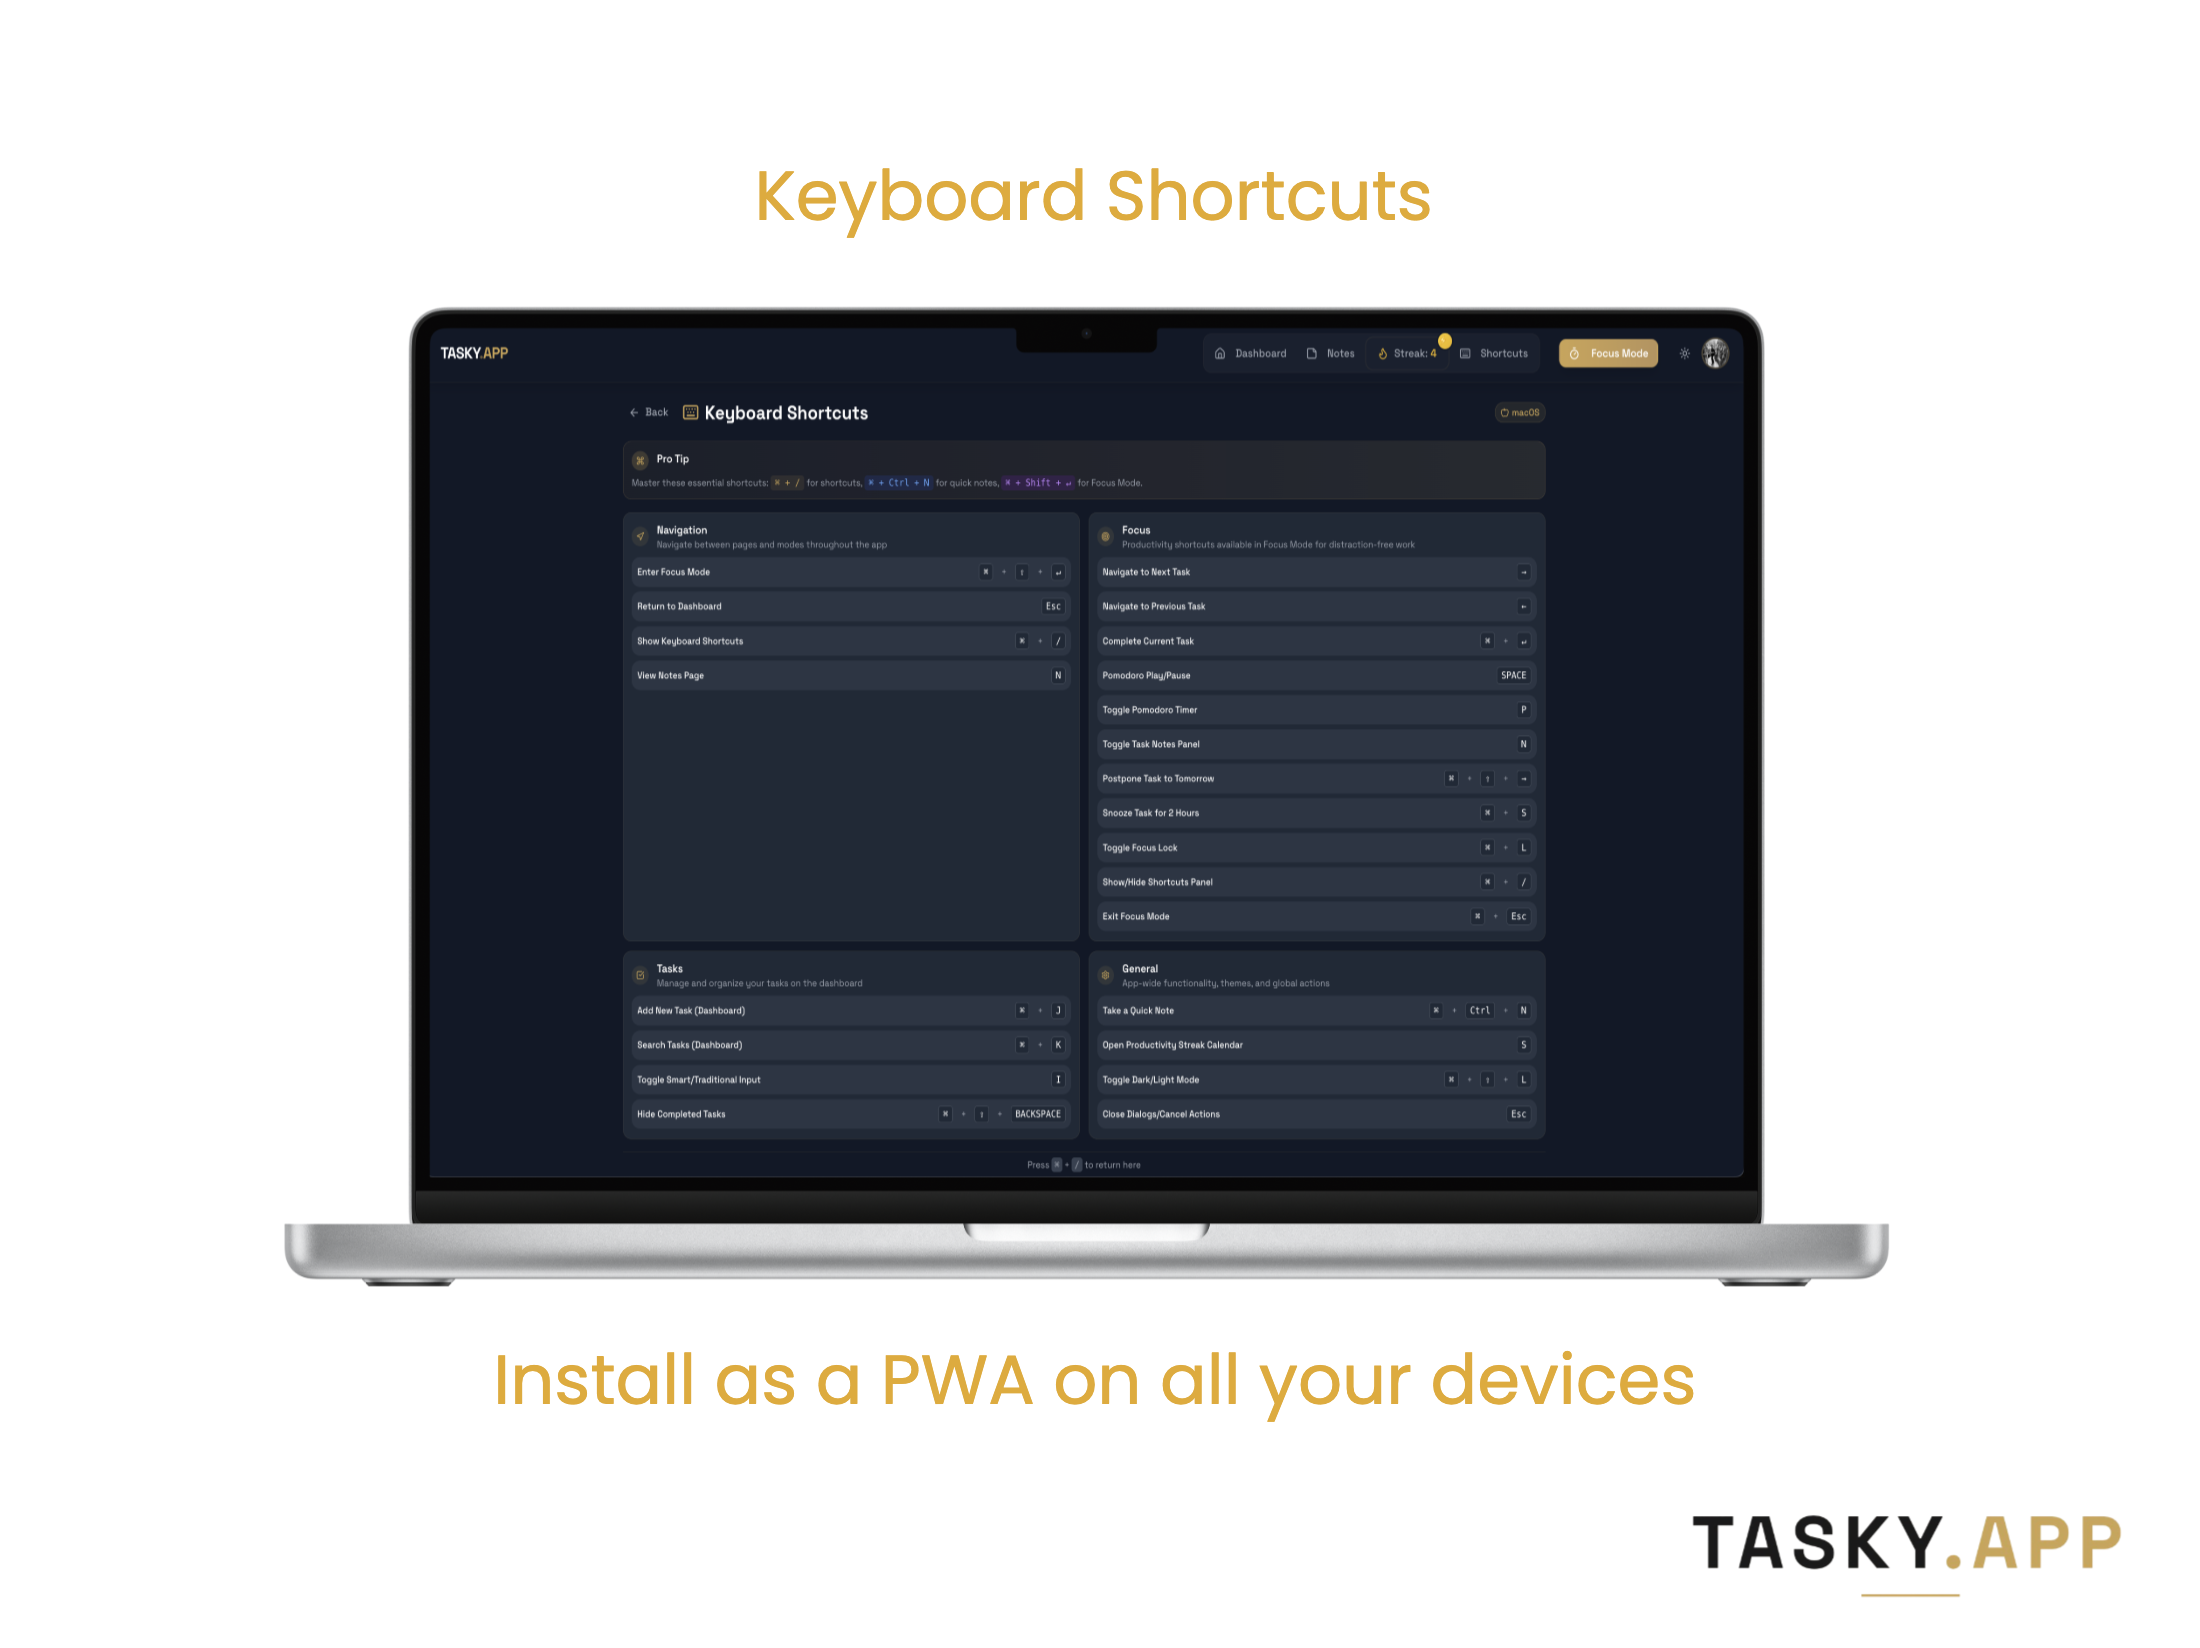 Keyboard Shortcuts
TASKY.APP
Dashboard Notes Streak: 4 Shortcuts Focus Mode
← Back Keyboard Shortcuts macOS
Pro Tip
Master these essential shortcuts: ⌘ + / for shortcuts, ⌘ + Ctrl + N for quick notes, ⌘ + Shift + ↵ for Focus Mode.
Navigation
Navigate between pages and modes throughout the app
Enter Focus Mode ⌘ + ⇧ + ↵
Return to Dashboard Esc
Show Keyboard Shortcuts ⌘ + /
View Notes Page N
Focus
Productivity shortcuts available in Focus Mode for distraction-free work
Navigate to Next Task →
Navigate to Previous Task ←
Complete Current Task ⌘ + ↵
Pomodoro Play/Pause SPACE
Toggle Pomodoro Timer P
Toggle Task Notes Panel N
Postpone Task to Tomorrow ⌘ + ⇧ + →
Snooze Task for 2 Hours ⌘ + S
Toggle Focus Lock ⌘ + L
Show/Hide Shortcuts Panel ⌘ + /
Exit Focus Mode ⌘ + Esc
Tasks
Manage and organize your tasks on the dashboard
Add New Task (Dashboard) ⌘ + J
Search Tasks (Dashboard) ⌘ + K
Toggle Smart/Traditional Input I
Hide Completed Tasks ⌘ + ⇧ + BACKSPACE
General
App-wide functionality, themes, and global actions
Take a Quick Note ⌘ + Ctrl + N
Open Productivity Streak Calendar S
Toggle Dark/Light Mode ⌘ + ⇧ + L
Close Dialogs/Cancel Actions Esc
Press ⌘ + / to return here
Install as a PWA on all your devices
TASKY.APP